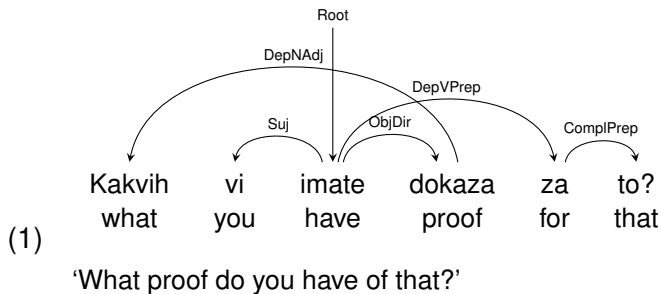 Root
DepNAdj
DepVPrep
Suj
ObjDir
ComplPrep
Kakvih vi imate dokaza za to?
what you have proof for that
(1)
‘What proof do you have of that?’